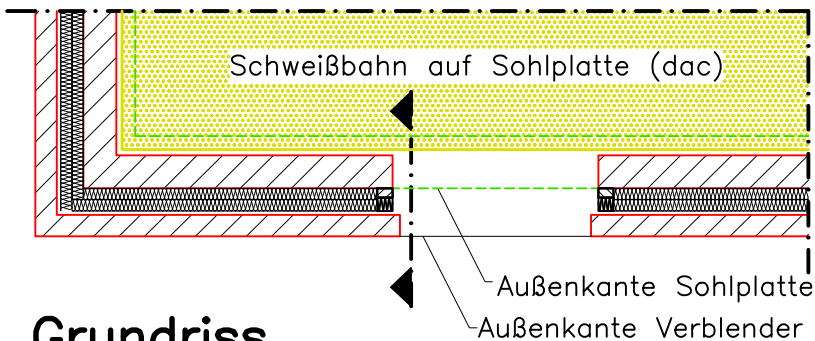 Schweißbahn auf Sohlplatte (dac)
Außenkante Sohlplatte
Außenkante Verblender
Grundriss